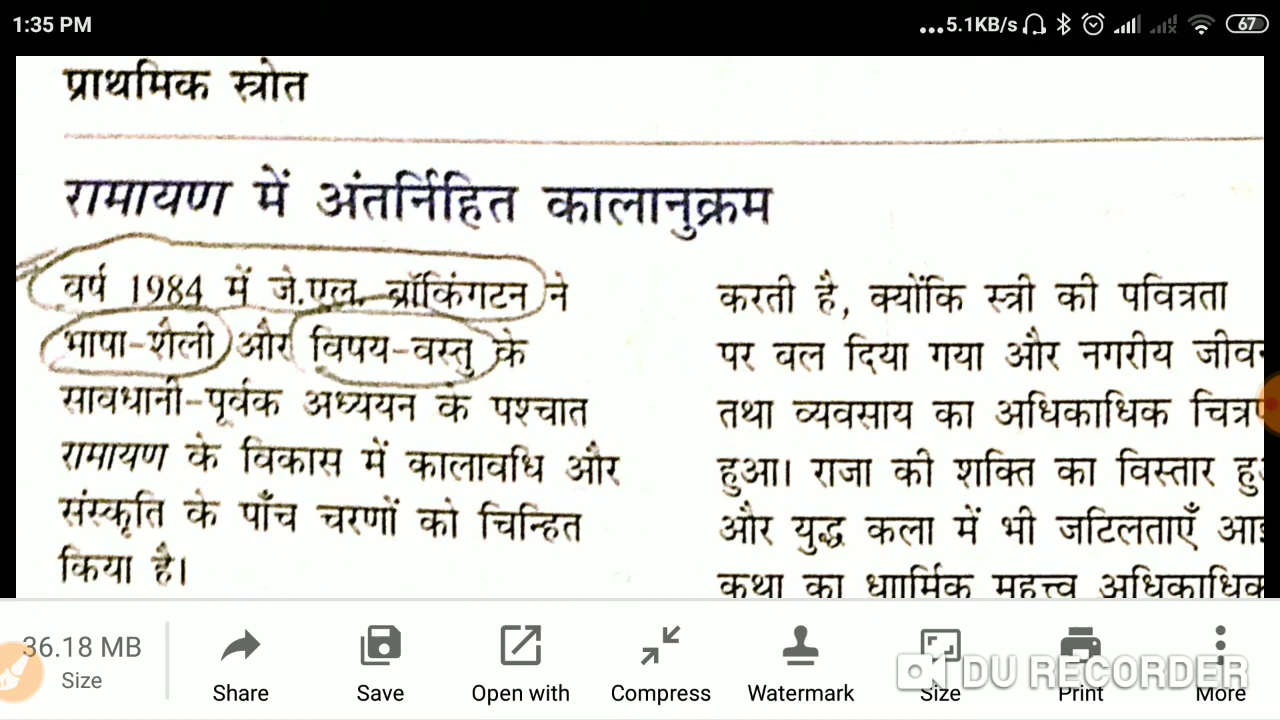 1:35 PM
...5.1KB/s
67
प्राथमिक स्त्रोत
रामायण में अंतर्निहित कालानुक्रम
वर्ष 1984 में जे.एल. ब्रॉकिंगटन ने
भाषा-शैली और विषय-वस्तु के
सावधानी-पूर्वक अध्ययन के पश्चात
रामायण के विकास में कालावधि और
संस्कृति के पाँच चरणों को चिन्हित
किया है।
करती है, क्योंकि स्त्री की पवित्रता
पर बल दिया गया और नगरीय
तथा व्यवसाय का अधिकाधिक
हुआ। राजा की शक्ति का विस्तार
और युद्ध कला में भी जटिलताएँ
कथा का धाार्मिक महत्त्व
36.18 MB
Size
Share
Save
Open with
Compress
Watermark
Size
Print
More
DU RECORDER